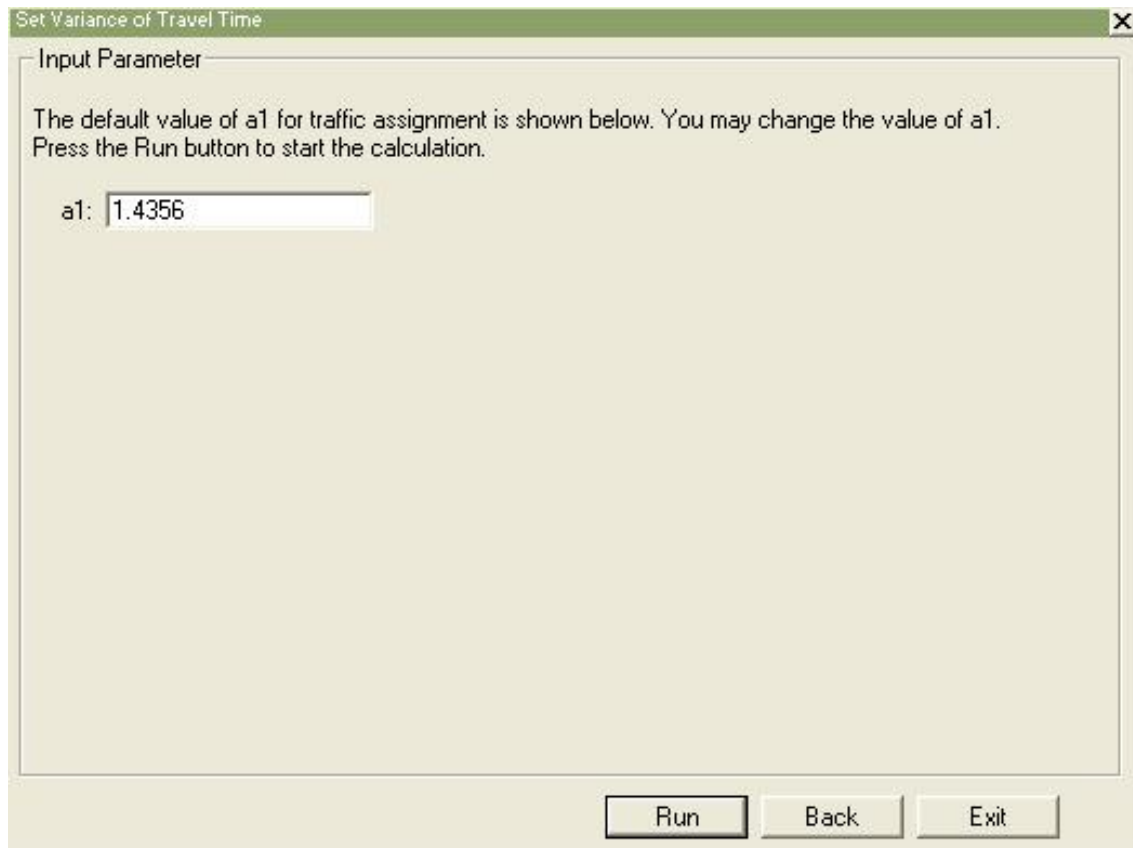 Set Variance of Travel Time
Input Parameter
The default value of a1 for traffic assignment is shown below. You may change the value of a1.
Press the Run button to start the calculation.
a1: 1.4356
Run Back Exit